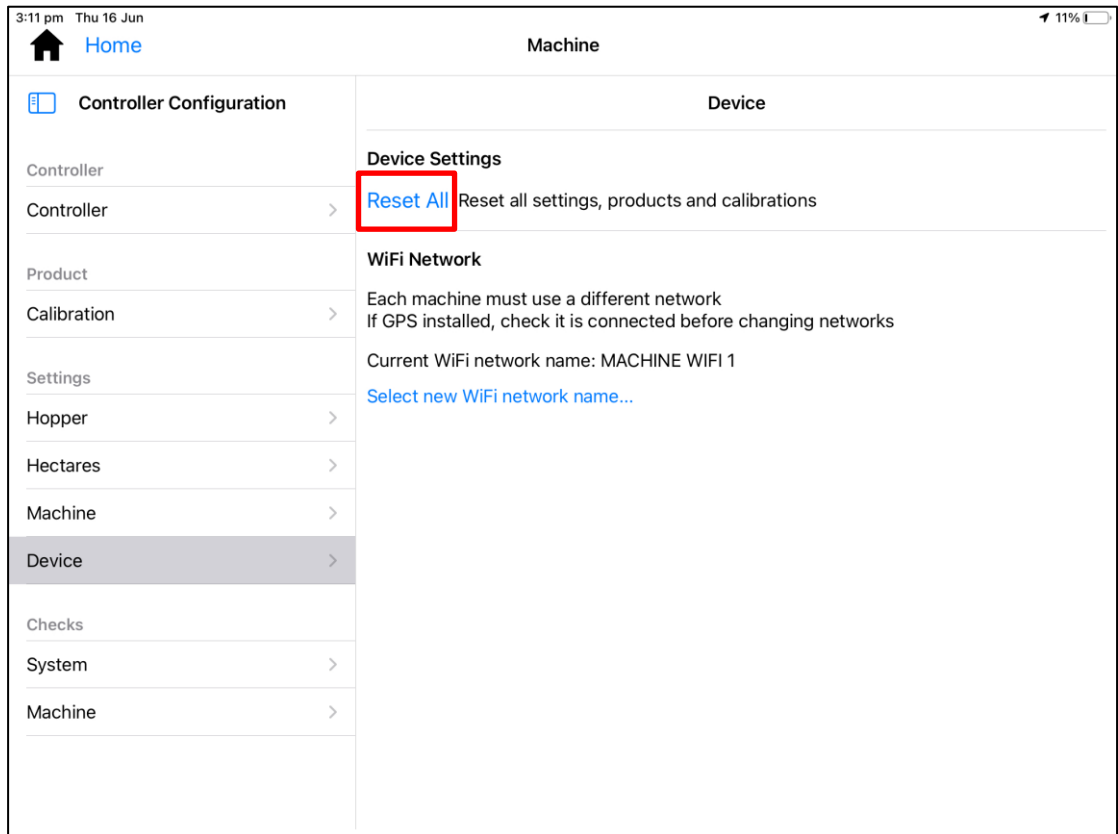 3:11 pm Thu 16 Jun
11%
Home
Machine
Controller Configuration
Controller
Controller
Product
Calibration
Settings
Hopper
Hectares
Machine
Device
Checks
System
Machine
Device
Device Settings
Reset All Reset all settings, products and calibrations
WiFi Network
Each machine must use a different network
If GPS installed, check it is connected before changing networks
Current WiFi network name: MACHINE WIFI 1
Select new WiFi network name...